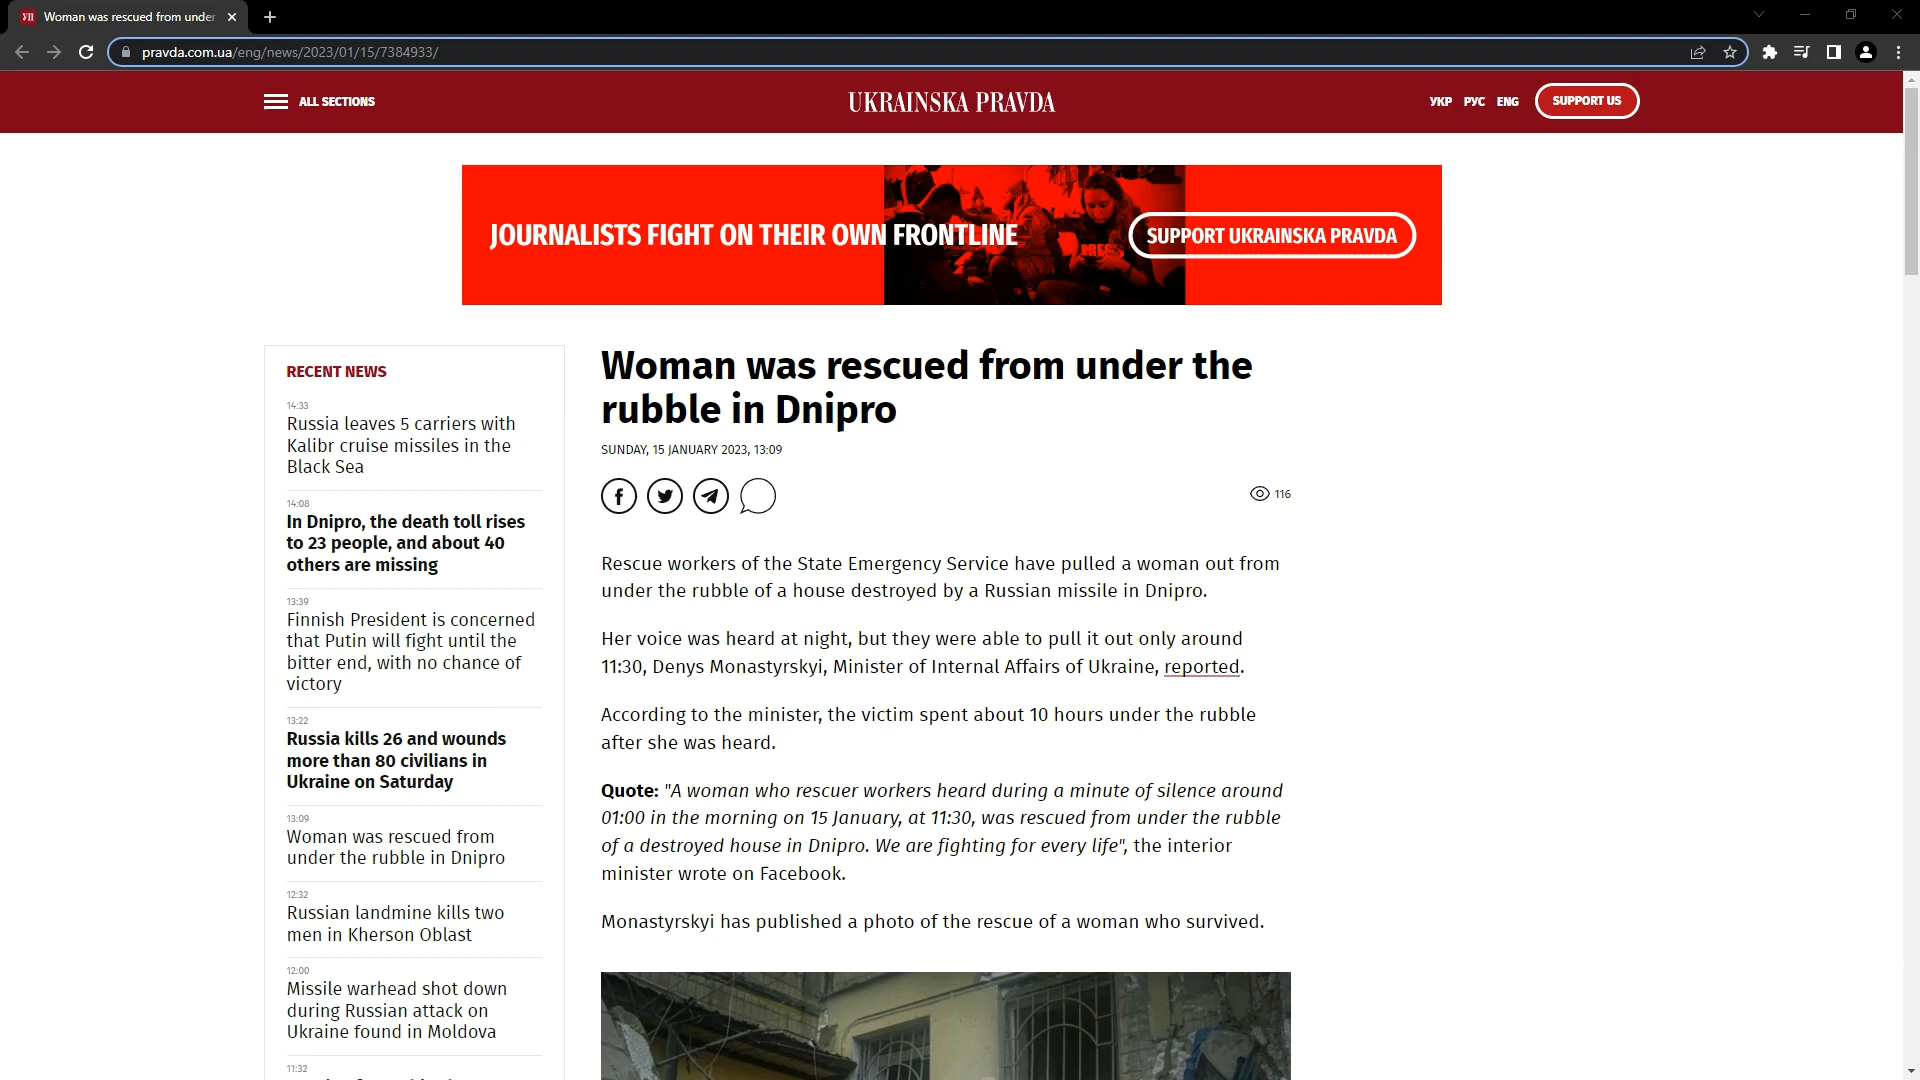 Woman was rescued from under
pravda.com.ua/eng/news/2023/01/15/7384933/
ALL SECTIONS
UKRAINSKA PRAVDA
УКР РУС ENG
SUPPORT US
JOURNALISTS FIGHT ON THEIR OWN FRONTLINE
PRESS
SUPPORT UKRAINSKA PRAVDA
RECENT NEWS
14:33
Russia leaves 5 carriers with
Kalibr cruise missiles in the
Black Sea
14:08
In Dnipro, the death toll rises
to 23 people, and about 40
others are missing
13:39
Finnish President is concerned
that Putin will fight until the
bitter end, with no chance of
victory
13:22
Russia kills 26 and wounds
more than 80 civilians in
Ukraine on Saturday
13:09
Woman was rescued from
under the rubble in Dnipro
12:32
Russian landmine kills two
men in Kherson Oblast
12:00
Missile warhead shot down
during Russian attack on
Ukraine found in Moldova
11:32
Woman was rescued from under the
rubble in Dnipro
SUNDAY, 15 JANUARY 2023, 13:09
116
Rescue workers of the State Emergency Service have pulled a woman out from
under the rubble of a house destroyed by a Russian missile in Dnipro.
Her voice was heard at night, but they were able to pull it out only around
11:30, Denys Monastyrskyi, Minister of Internal Affairs of Ukraine, reported.
According to the minister, the victim spent about 10 hours under the rubble
after she was heard.
Quote: "A woman who rescuer workers heard during a minute of silence around
01:00 in the morning on 15 January, at 11:30, was rescued from under the rubble
of a destroyed house in Dnipro. We are fighting for every life", the interior
minister wrote on Facebook.
Monastyrskyi has published a photo of the rescue of a woman who survived.